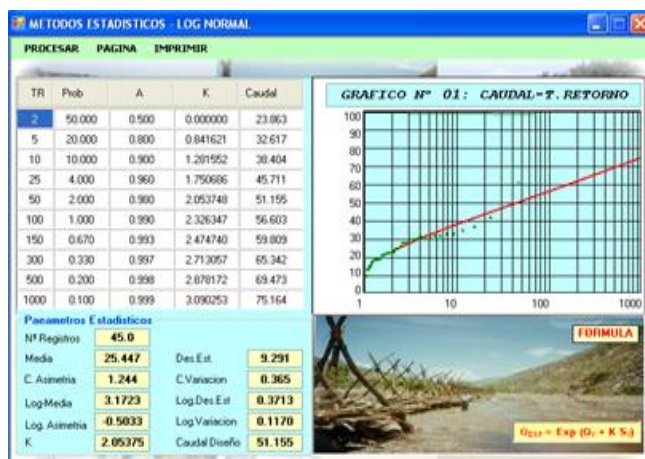 METODOS ESTADISTICOS - LOG NORMAL
PROCESAR PAGINA IMPRIMIR
TR Prob A K Caudal
2 50.000 0.500 0.000000 23.863
5 20.000 0.800 0.841621 32.617
10 10.000 0.900 1.281552 38.404
25 4.000 0.960 1.750686 45.711
50 2.000 0.980 2.053748 51.155
100 1.000 0.990 2.326347 56.603
150 0.670 0.993 2.474740 59.809
300 0.330 0.997 2.713057 65.342
500 0.200 0.998 2.878172 69.473
1000 0.100 0.999 3.090253 75.164
GRAFICO Nº 01: CAUDAL-T.RETORNO
100
90
80
70
60
50
40
30
20
10
0
1 10 100 1000
Paeametros Estadisticos
Nº Registros 45.0
Media 25.447 Des.Est. 9.291
C. Asimetria 1.244 C.Variacion 0.365
Log-Media 3.1723 Log.Des.Est 0.3713
Log. Asimetria -0.5033 Log.Variacion 0.1170
K 2.05375 Caudal Diseño 51.155
FORMULA
= Exp (Qy + K Sy)